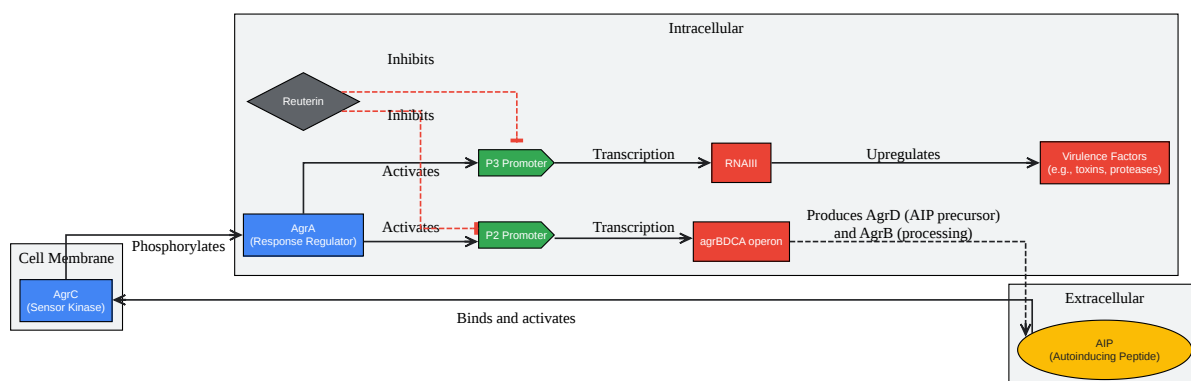 Intracellular
Inhibits
Reuterin
Inhibits
P3 Promoter
Transcription
RNAIII
Upregulates
Virulence Factors
(e.g., toxins, proteases)
Activates
AgrA
(Response Regulator)
Activates
P2 Promoter
Transcription
agrBDCA operon
Produces AgrD (AIP precursor)
and AgrB (processing)
Phosphorylates
Cell Membrane
AgrC
(Sensor Kinase)
Binds and activates
Extracellular
AIP
(Autoinducing Peptide)